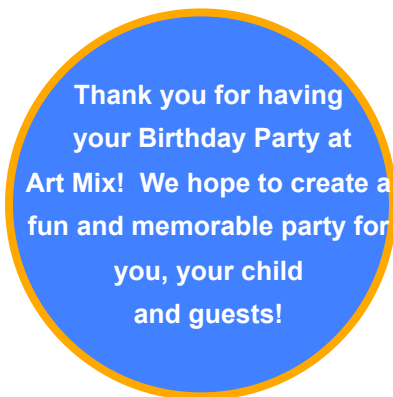 Thank you for having
your Birthday Party at
Art Mix!  We hope to create a
fun and memorable party for
you, your child
and guests!